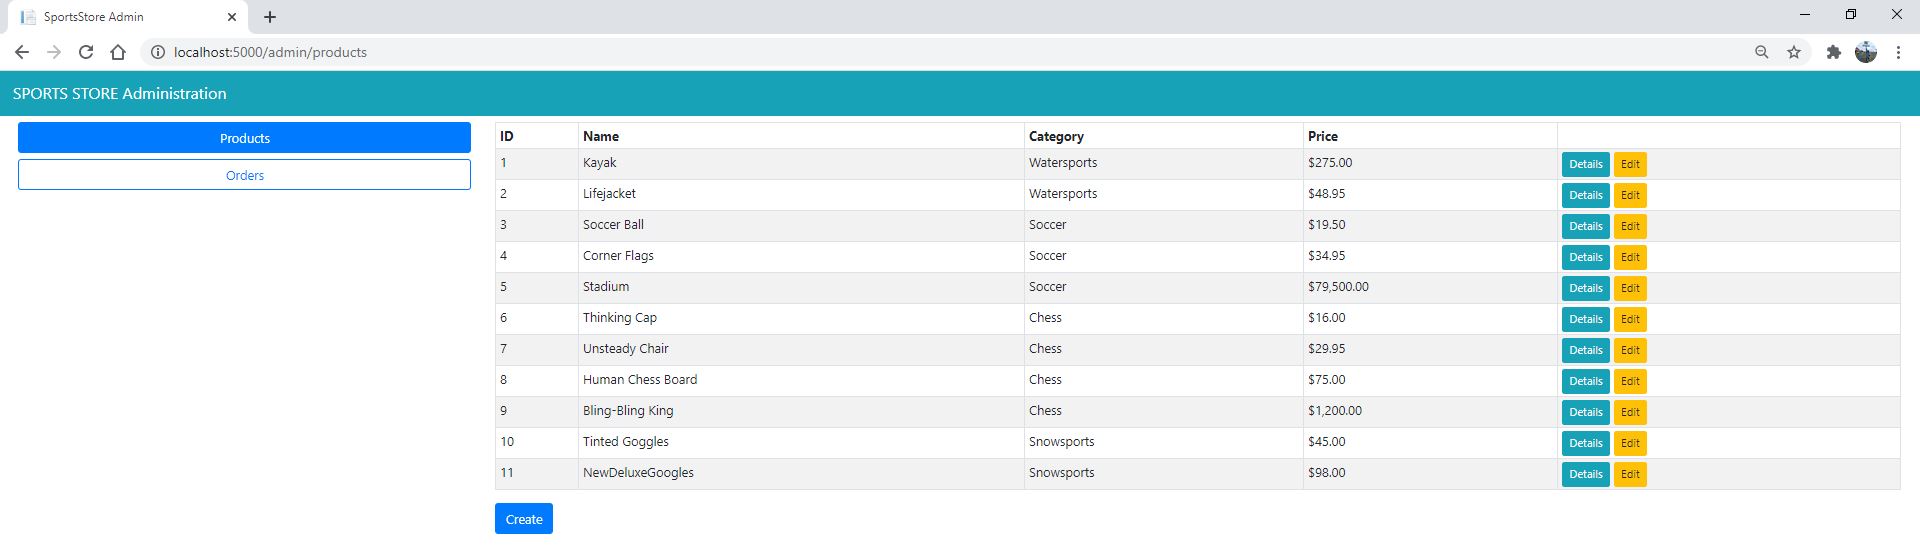 SportsStore Admin
localhost:5000/admin/products
SPORTS STORE Administration
Products
Orders
ID Name Category Price
1 Kayak Watersports $275.00 Details Edit
2 Lifejacket Watersports $48.95 Details Edit
3 Soccer Ball Soccer $19.50 Details Edit
4 Corner Flags Soccer $34.95 Details Edit
5 Stadium Soccer $79,500.00 Details Edit
6 Thinking Cap Chess $16.00 Details Edit
7 Unsteady Chair Chess $29.95 Details Edit
8 Human Chess Board Chess $75.00 Details Edit
9 Bling-Bling King Chess $1,200.00 Details Edit
10 Tinted Goggles Snowsports $45.00 Details Edit
11 NewDeluxeGoogles Snowsports $98.00 Details Edit
Create